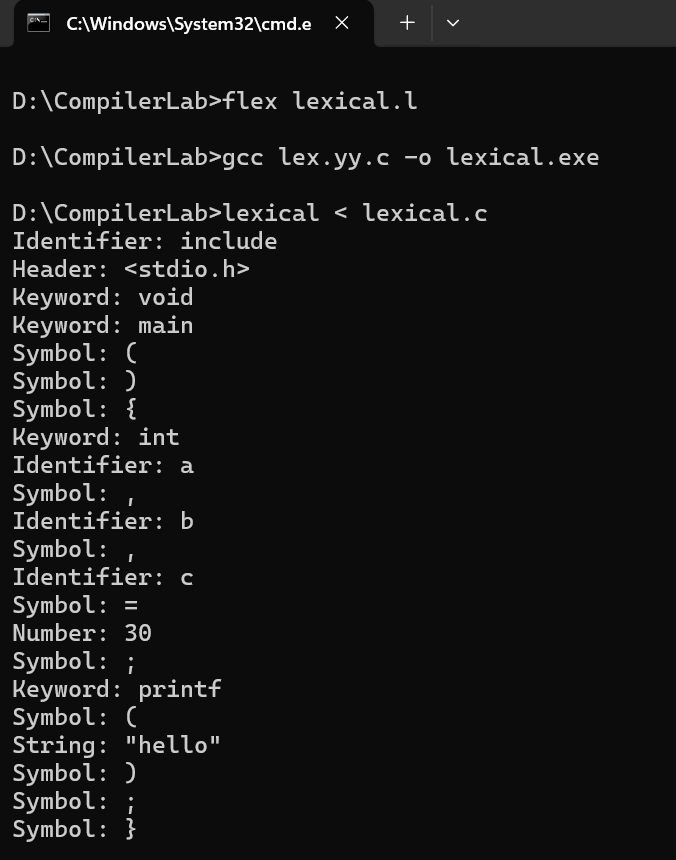 C:\Windows\System32\cmd.e
D:\CompilerLab>flex lexical.l
D:\CompilerLab>gcc lex.yy.c -o lexical.exe
D:\CompilerLab>lexical < lexical.c
Identifier: include
Header: <stdio.h>
Keyword: void
Keyword: main
Symbol: (
Symbol: )
Symbol: {
Keyword: int
Identifier: a
Symbol: ,
Identifier: b
Symbol: ,
Identifier: c
Symbol: =
Number: 30
Symbol: ;
Keyword: printf
Symbol: (
String: "hello"
Symbol: )
Symbol: ;
Symbol: }